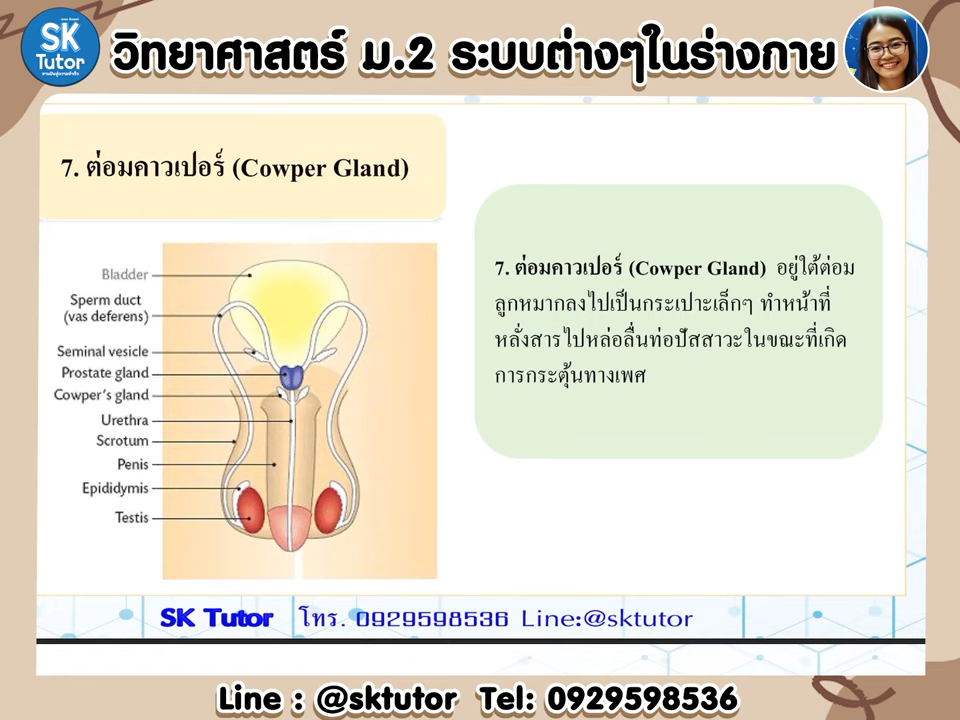 SK
Tutor
วิทยาศาสตร์ ม.2 ระบบต่างๆในร่างกาย
7. ต่อมคาวเปอร์ (Cowper Gland)
Bladder
Sperm duct
(vas deferens)
Seminal vesicle
Prostate gland
Cowper's gland
Urethra
Scrotum
Penis
Epididymis
Testis
7. ต่อมคาวเปอร์ (Cowper Gland) อยู่ใต้ต่อม
ลูกหมากลงไปเป็นกระเปาะเล็กๆ ทำหน้าที่
หลั่งสารไปหล่อลื่นท่อปัสสาวะในขณะที่เกิด
การกระตุ้นทางเพศ
SK Tutor โทร. 0929598536 Line:@sktutor
Line : @sktutor Tel: 0929598536